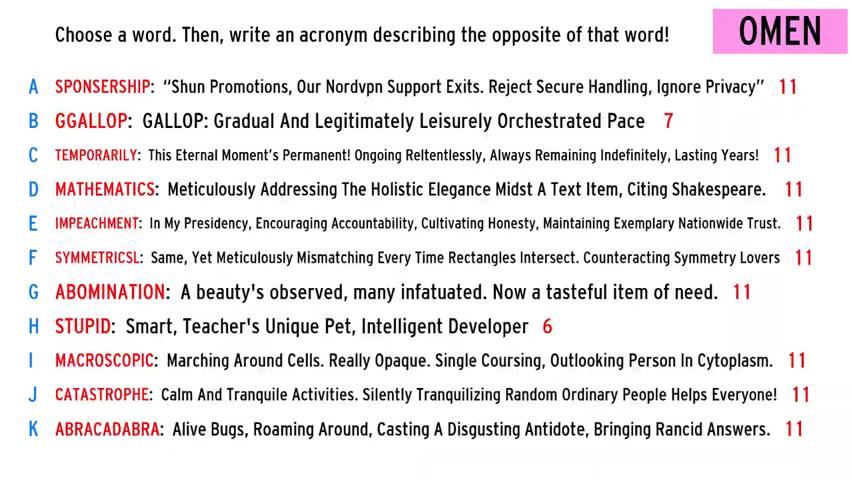 Choose a word. Then, write an acronym describing the opposite of that word!
OMEN
A SPONSERSHIP: “Shun Promotions, Our Nordvpn Support Exits. Reject Secure Handling, Ignore Privacy” 11
B GGALLOP: GALLOP: Gradual And Legitimately Leisurely Orchestrated Pace 7
C TEMPORARILY: This Eternal Moment's Permanent! Ongoing Reltentlessly, Always Remaining Indefinitely, Lasting Years! 11
D MATHEMATICS: Meticulously Addressing The Holistic Elegance Midst A Text Item, Citing Shakespeare. 11
E IMPEACHMENT: In My Presidency, Encouraging Accountability, Cultivating Honesty, Maintaining Exemplary Nationwide Trust. 11
F SYMMETRICSL: Same, Yet Meticulously Mismatching Every Time Rectangles Intersect. Counteracting Symmetry Lovers 11
G ABOMINATION: A beauty's observed, many infatuated. Now a tasteful item of need. 11
H STUPID: Smart, Teacher's Unique Pet, Intelligent Developer 6
I MACROSCOPIC: Marching Around Cells. Really Opaque. Single Coursing, Outlooking Person In Cytoplasm. 11
J CATASTROPHE: Calm And Tranquile Activities. Silently Tranquilizing Random Ordinary People Helps Everyone! 11
K ABRACADABRA: Alive Bugs, Roaming Around, Casting A Disgusting Antidote, Bringing Rancid Answers. 11